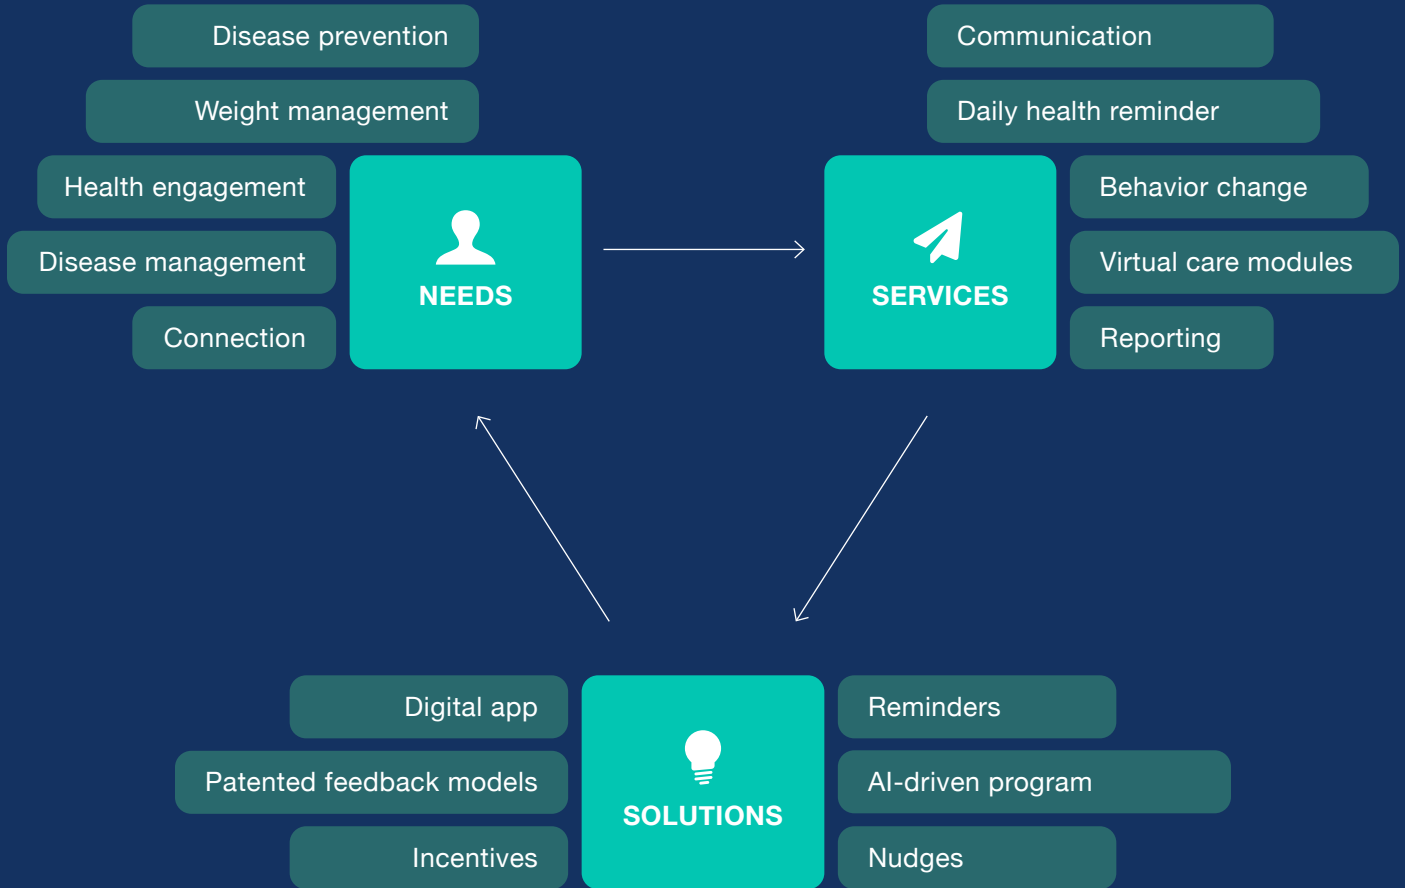 Disease prevention
Weight management
Health engagement
Disease management
Connection
NEEDS
Communication
Daily health reminder
Behavior change
Virtual care modules
Reporting
SERVICES
Digital app
Patented feedback models
Incentives
SOLUTIONS
Reminders
AI-driven program
Nudges